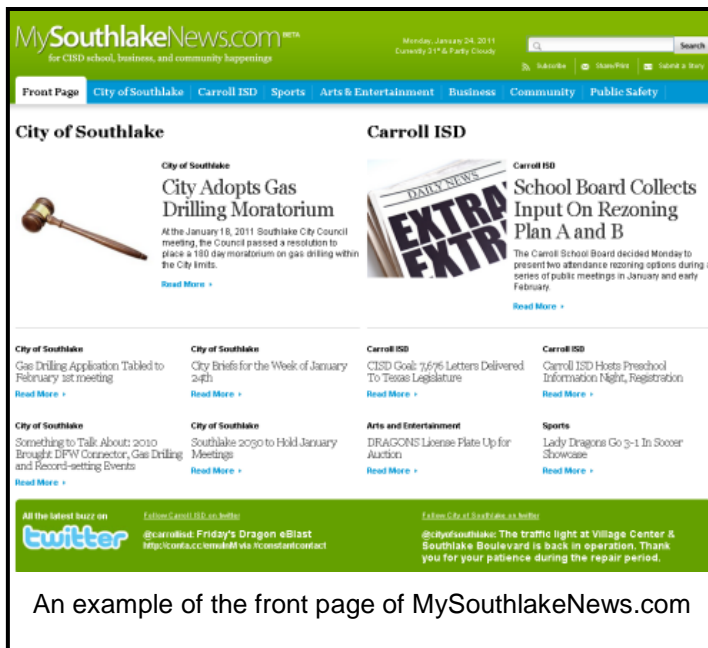 MySouthlakeNews.com BETA
for CISD school, business, and community happenings
Monday, January 24, 2011
Currently 31° & Partly Cloudy
Search
Subscribe
Share/Print
Submit a Story
Front Page
City of Southlake
Carroll ISD
Sports
Arts & Entertainment
Business
Community
Public Safety
City of Southlake
City of Southlake
City Adopts Gas
Drilling Moratorium
At the January 18, 2011 Southlake City Council
meeting, the Council passed a resolution to
place a 180 day moratorium on gas drilling within
the City limits.
Read More
Carroll ISD
DAILY NEWS
EXTRA
EXTR
Carroll ISD
School Board Collects
Input On Rezoning
Plan A and B
The Carroll School Board decided Monday to
present two attendance rezoning options during a
series of public meetings in January and early
February.
Read More
City of Southlake
Gas Drilling Application Tabled to
February 1st meeting
Read More
City of Southlake
City Briefs for the Week of January
24th
Read More
Carroll ISD
CISD Goal: 7,676 Letters Delivered
To Texas Legislature
Read More
Carroll ISD
Carroll ISD Hosts Preschool
Information Night, Registration
Read More
City of Southlake
Something to Talk About: 2010
Brought DFW Connector, Gas Drilling
and Record-setting Events
Read More
City of Southlake
Southlake 2030 to Hold January
Meetings
Read More
Arts and Entertainment
DRAGONS License Plate Up for
Auction
Read More
Sports
Lady Dragons Go 3-1 In Soccer
Showcase
Read More
All the latest buzz on
twitter
Follow Carroll ISD on twitter
@carrollisd: Friday's Dragon eBlast
via #constantcontact
Follow City of Southlake on twitter
@cityofsouthlake: The traffic light at Village Center &
Southlake Boulevard is back in operation. Thank
you for your patience during the repair period.
An example of the front page of MySouthlakeNews.com